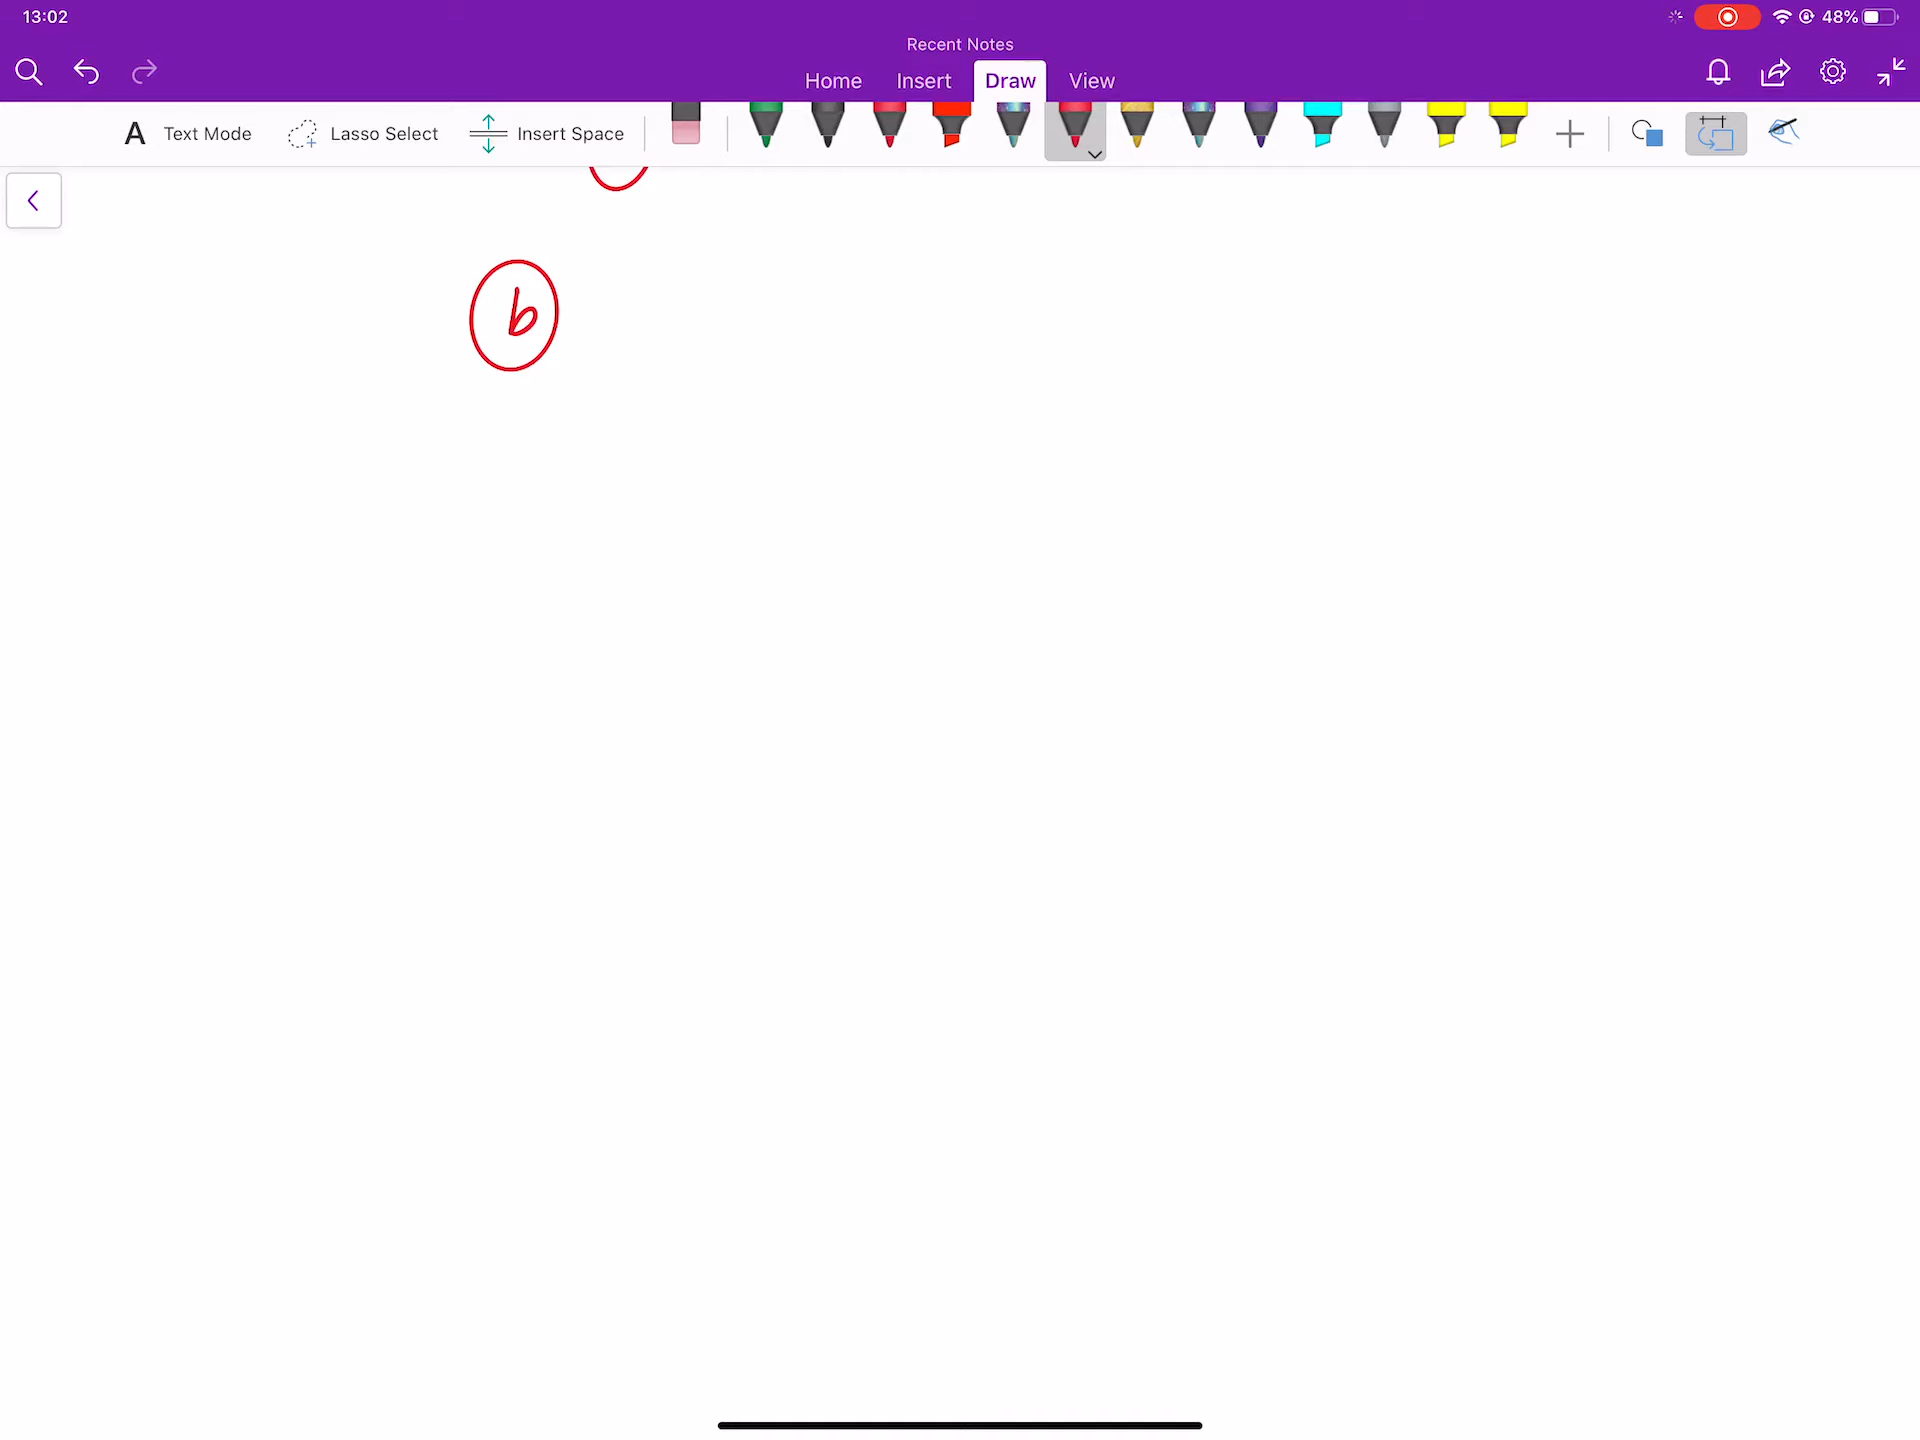 13:02
48%
Recent Notes
Home Insert Draw View
A Text Mode Lasso Select Insert Space
b